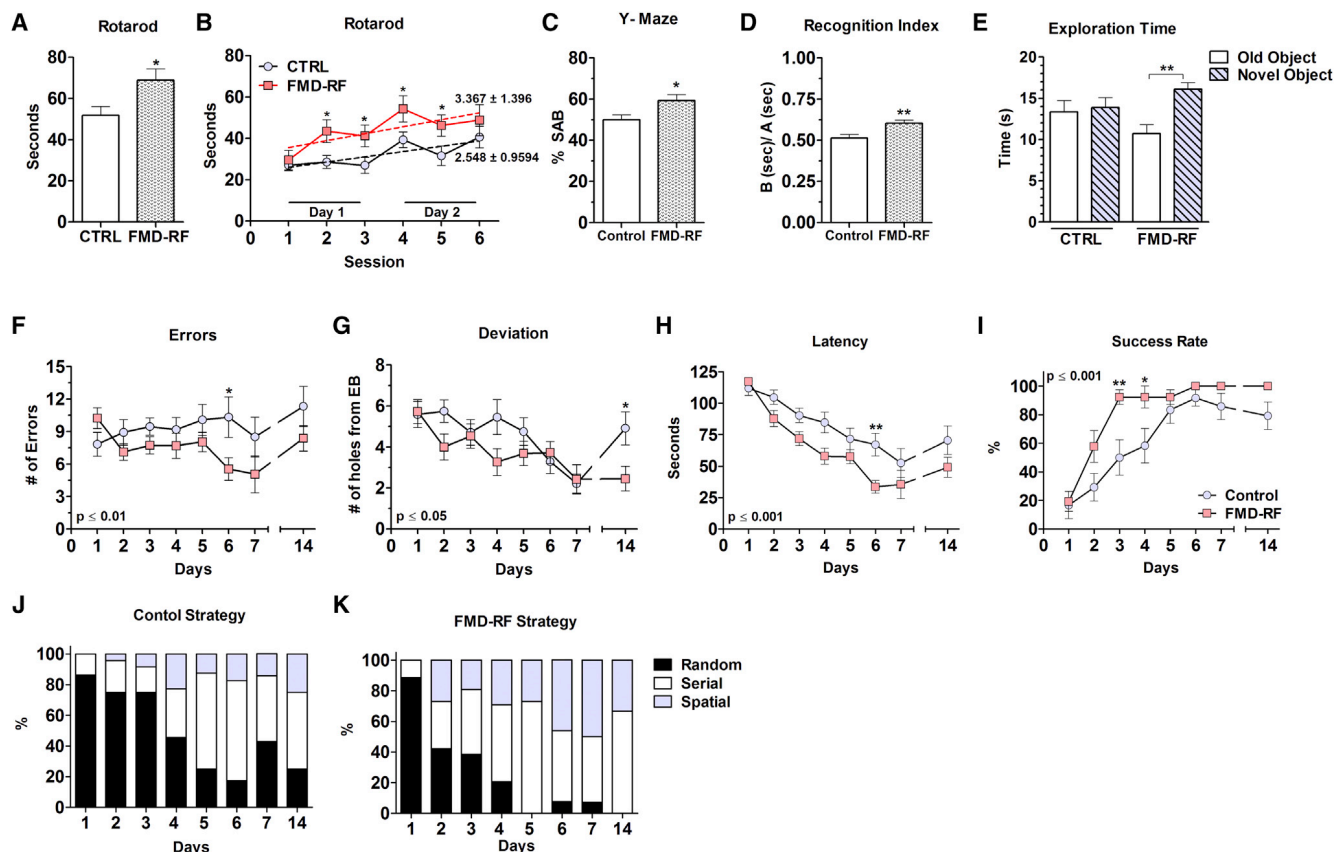 A
Rotarod
Seconds
80
60
40
20
0
CTRL FMD-RF
*
B
Rotarod
Seconds
80
60
40
20
0
CTRL
FMD-RF
* * * *
3.367 ± 1.396
2.548 ± 0.9594
Day 1
Day 2
0 1 2 3 4 5 6
Session
C
Y- Maze
% SAB
80
60
40
20
0
*
Control FMD-RF
D
Recognition Index
B (sec)/ A (sec)
1.00
0.75
0.50
0.25
0.00
**
Control FMD-RF
E
Exploration Time
Time (s)
20
15
10
5
0
**
Old Object
Novel Object
CTRL
FMD-RF
F
Errors
# of Errors
15
12
9
6
3
0
*
p ≤ 0.01
0 1 2 3 4 5 6 7 14
Days
G
Deviation
# of holes from EB
8
6
4
2
0
*
p ≤ 0.05
0 1 2 3 4 5 6 7 14
Days
H
Latency
Seconds
125
100
75
50
25
0
**
p ≤ 0.001
0 1 2 3 4 5 6 7 14
Days
I
Success Rate
%
100
80
60
40
20
0
p ≤ 0.001
** *
Control
FMD-RF
0 1 2 3 4 5 6 7 14
Days
J
Contol Strategy
%
100
80
60
40
20
0
1 2 3 4 5 6 7 14
Days
K
FMD-RF Strategy
%
100
80
60
40
20
0
1 2 3 4 5 6 7 14
Days
Random
Serial
Spatial